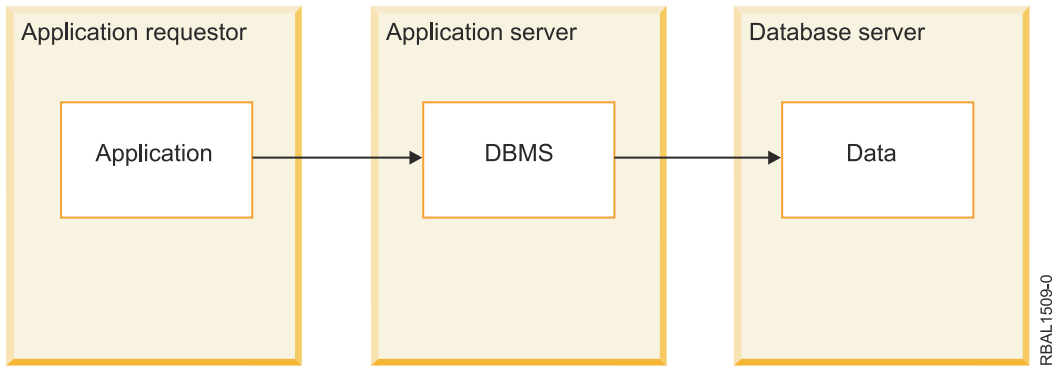 Application requestor
Application server
Database server
Application
DBMS
Data
RBAL1509-0